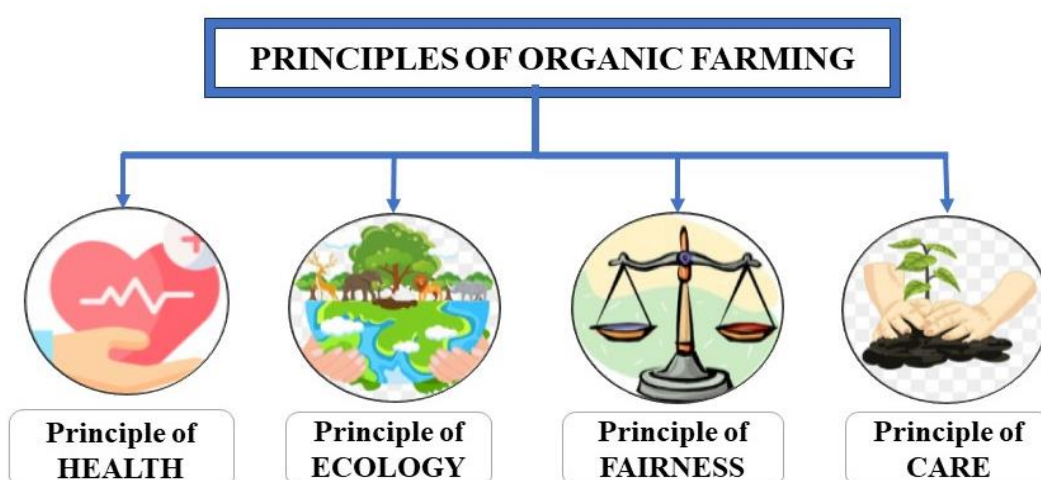 PRINCIPLES OF ORGANIC FARMING
Principle of
HEALTH
Principle of
ECOLOGY
Principle of
FAIRNESS
Principle of
CARE